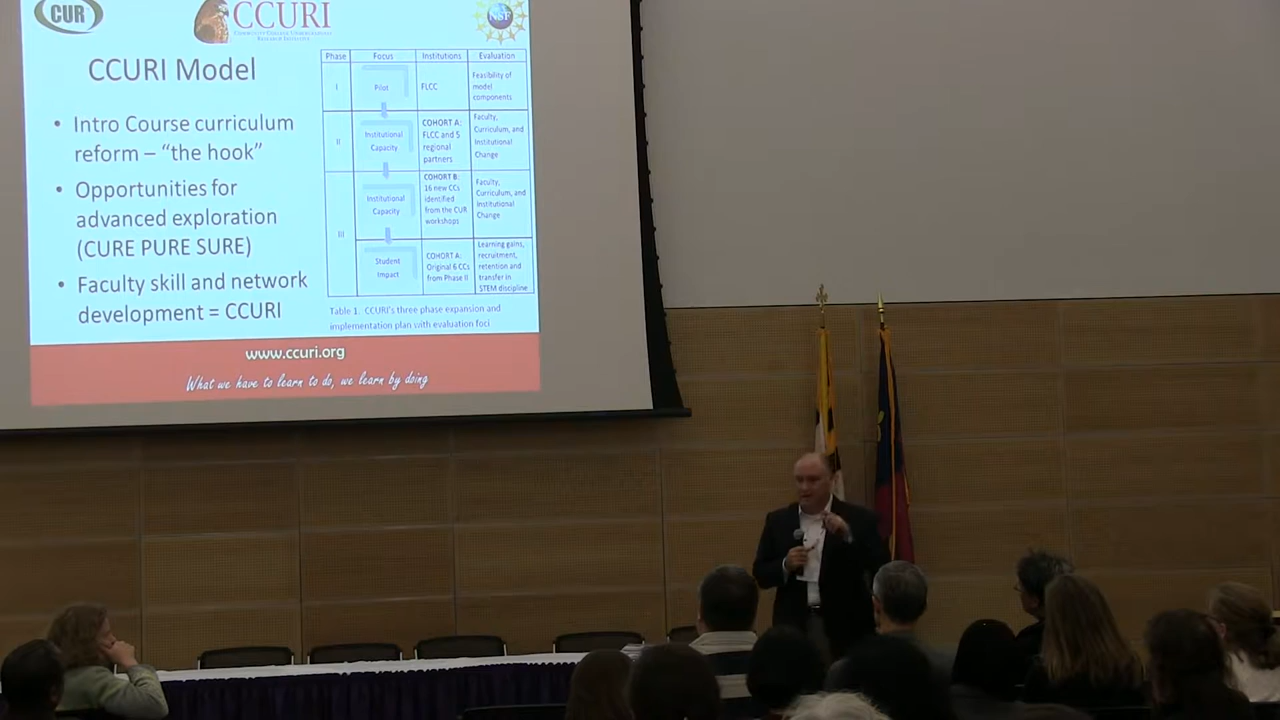 CUR
CCURI
COMMUNITY COLLEGE UNDERGRADUATE
RESEARCH INITIATIVE
NSF
CCURI Model
• Intro Course curriculum
reform – “the hook”
• Opportunities for
advanced exploration
(CURE PURE SURE)
• Faculty skill and network
development = CCURI
Phase Focus Institutions Evaluation
I Pilot FLCC Feasibility of
model
components
II Institutional
Capacity COHORT A:
FLCC and 5
regional
partners Faculty,
Curriculum, and
Institutional
Change
III Institutional
Capacity COHORT B:
16 new CCs
identified
from the CUR
workshops Faculty,
Curriculum, and
Institutional
Change
Student
Impact COHORT A:
Original 6 CCs
from Phase II Learning gains,
recruitment,
retention and
transfer in
STEM discipline
Table 1. CCURI's three phase expansion and
implementation plan with evaluation foci
www.ccuri.org
What we have to learn to do, we learn by doing